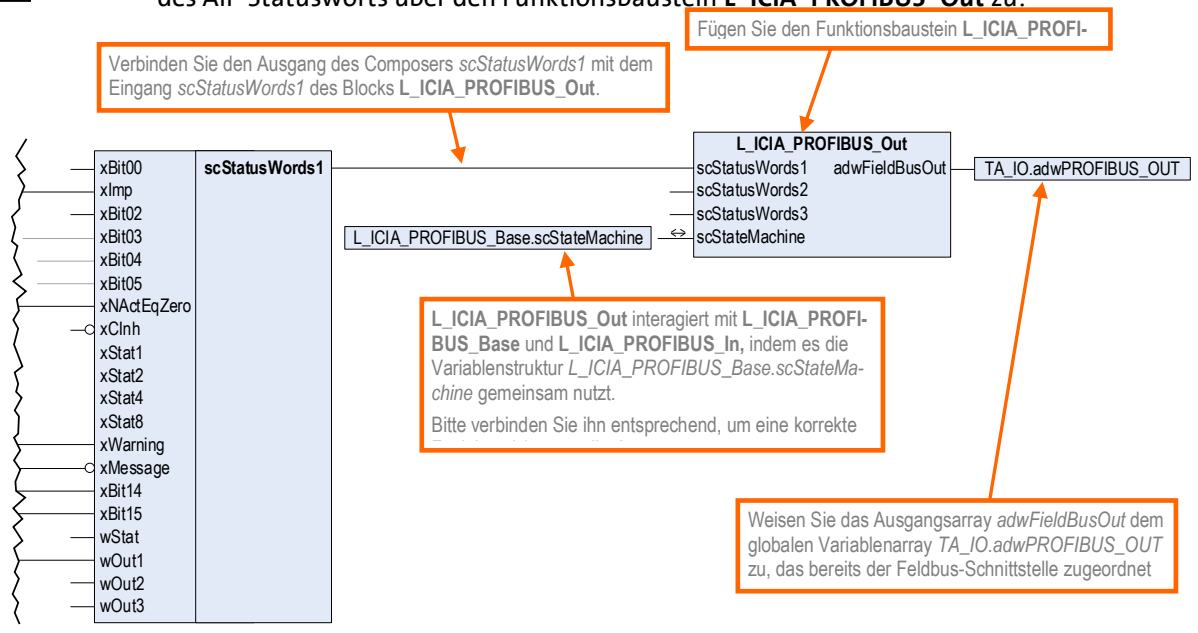 des AIF-Statusworts über den Funktionsbaustein L_ICIA_PROFIBUS_Out zu.
Fügen Sie den Funktionsbaustein L_ICIA_PROFI-
Verbinden Sie den Ausgang des Composers scStatusWords1 mit dem
Eingang scStatusWords1 des Blocks L_ICIA_PROFIBUS_Out.
xBit00
xImp
xBit02
xBit03
xBit04
xBit05
xNActEqZero
xCInh
xStat1
xStat2
xStat4
xStat8
xWarning
xMessage
xBit14
xBit15
wStat
wOut1
wOut2
wOut3
scStatusWords1
L_ICIA_PROFIBUS_Out
scStatusWords1 adwFieldBusOut
scStatusWords2
scStatusWords3
scStateMachine
TA_IO.adwPROFIBUS_OUT
L_ICIA_PROFIBUS_Base.scStateMachine
L_ICIA_PROFIBUS_Out interagiert mit L_ICIA_PROFI-
BUS_Base und L_ICIA_PROFIBUS_In, indem es die
Variablenstruktur L_ICIA_PROFIBUS_Base.scStateMa-
chine gemeinsam nutzt.
Bitte verbinden Sie ihn entsprechend, um eine korrekte
Weisen Sie das Ausgangsarray adwFieldBusOut dem
globalen Variablenarray TA_IO.adwPROFIBUS_OUT
zu, das bereits der Feldbus-Schnittstelle zugeordnet